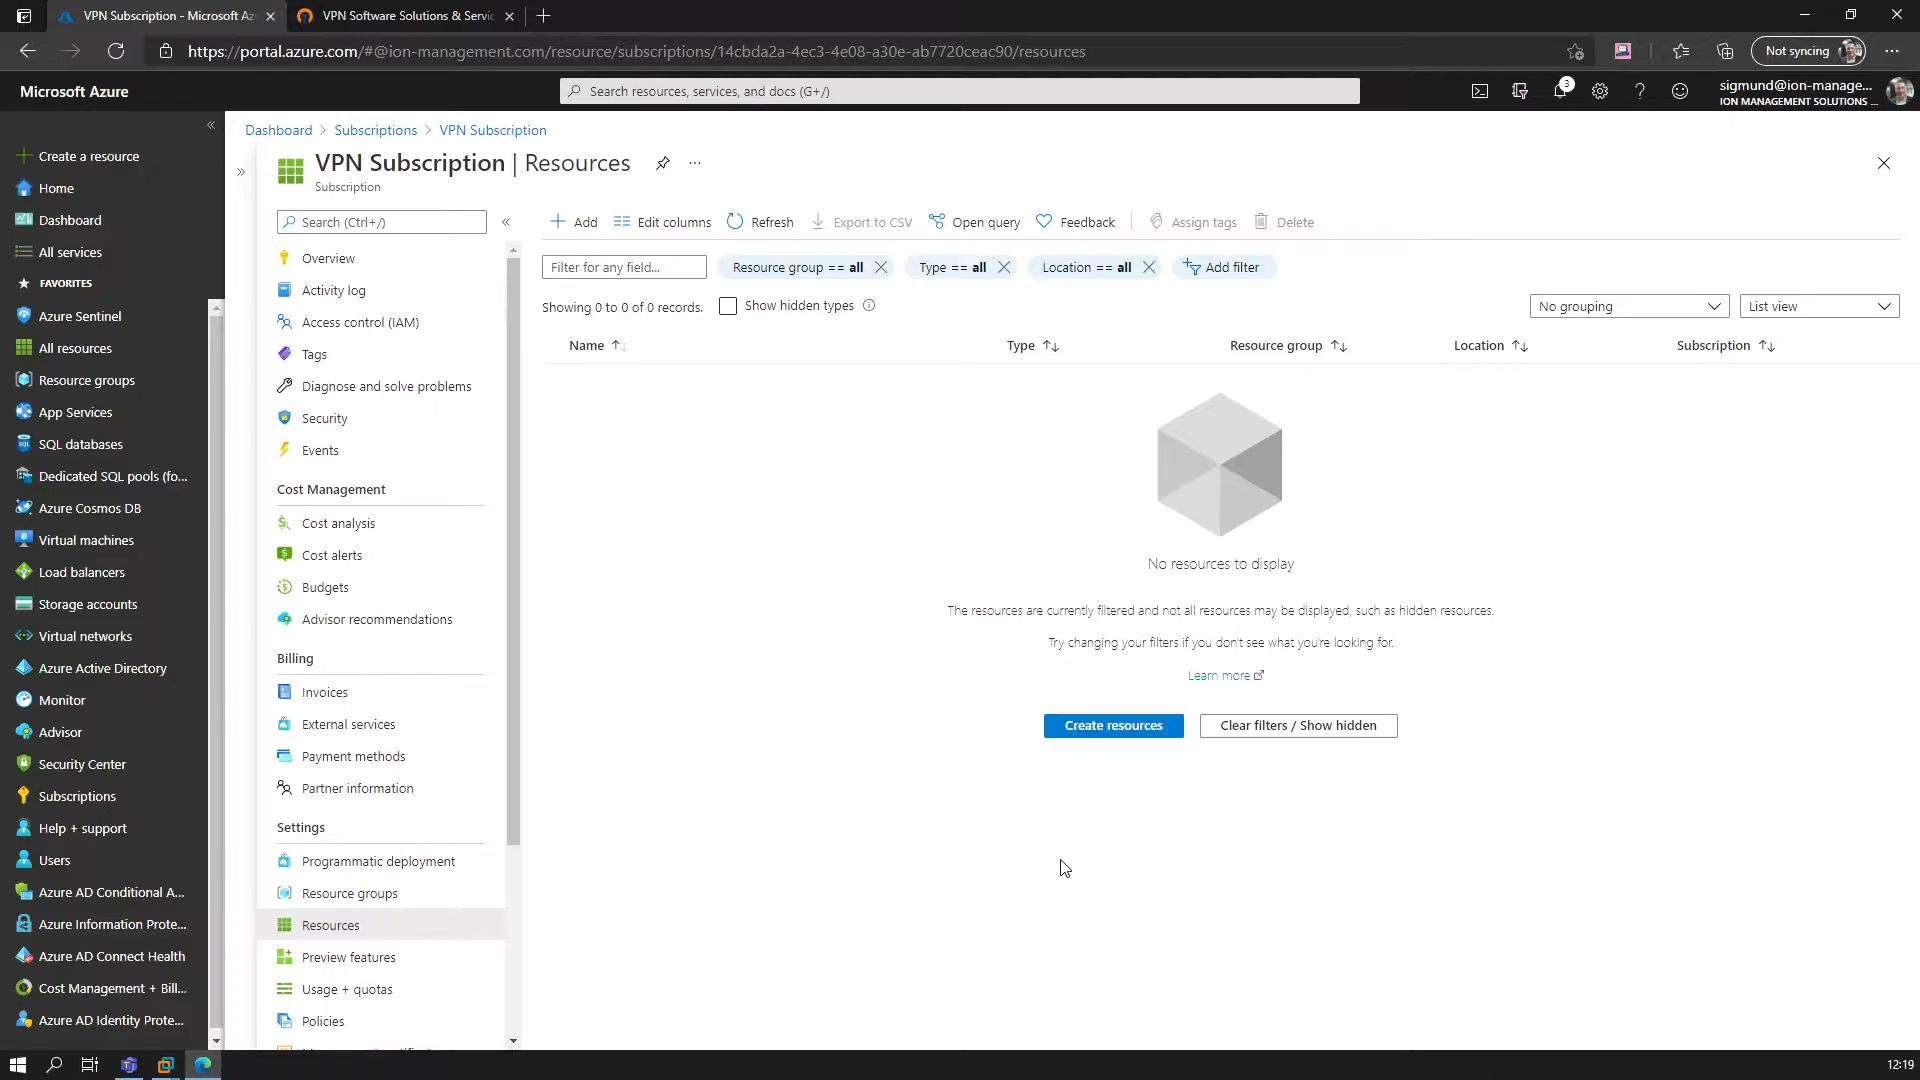 VPN Subscription - Microsoft Az
VPN Software Solutions & Servic
https://portal.azure.com/#@ion-management.com/resource/subscriptions/14cbda2a-4ec3-4e08-a30e-ab7720ceac90/resources
Not syncing
Microsoft Azure
Search resources, services, and docs (G+/)
3
sigmund@ion-manage...
ION MANAGEMENT SOLUTIONS ...
Create a resource
Home
Dashboard
All services
FAVORITES
Azure Sentinel
All resources
Resource groups
App Services
SQL databases
Dedicated SQL pools (fo...
Azure Cosmos DB
Virtual machines
Load balancers
Storage accounts
Virtual networks
Azure Active Directory
Monitor
Advisor
Security Center
Subscriptions
Help + support
Users
Azure AD Conditional A...
Azure Information Prote...
Azure AD Connect Health
Cost Management + Bill...
Azure AD Identity Prote...
Dashboard > Subscriptions > VPN Subscription
VPN Subscription | Resources
Subscription
Search (Ctrl+/)
Overview
Activity log
Access control (IAM)
Tags
Diagnose and solve problems
Security
Events
Cost Management
Cost analysis
Cost alerts
Budgets
Advisor recommendations
Billing
Invoices
External services
Payment methods
Partner information
Settings
Programmatic deployment
Resource groups
Resources
Preview features
Usage + quotas
Policies
Add Edit columns Refresh Export to CSV Open query Feedback Assign tags Delete
Filter for any field... Resource group == all Type == all Location == all Add filter
Showing 0 to 0 of 0 records. Show hidden types No grouping List view
Name Type Resource group Location Subscription
No resources to display
The resources are currently filtered and not all resources may be displayed, such as hidden resources.
Try changing your filters if you don't see what you're looking for.
Learn more
Create resources Clear filters / Show hidden
12:19